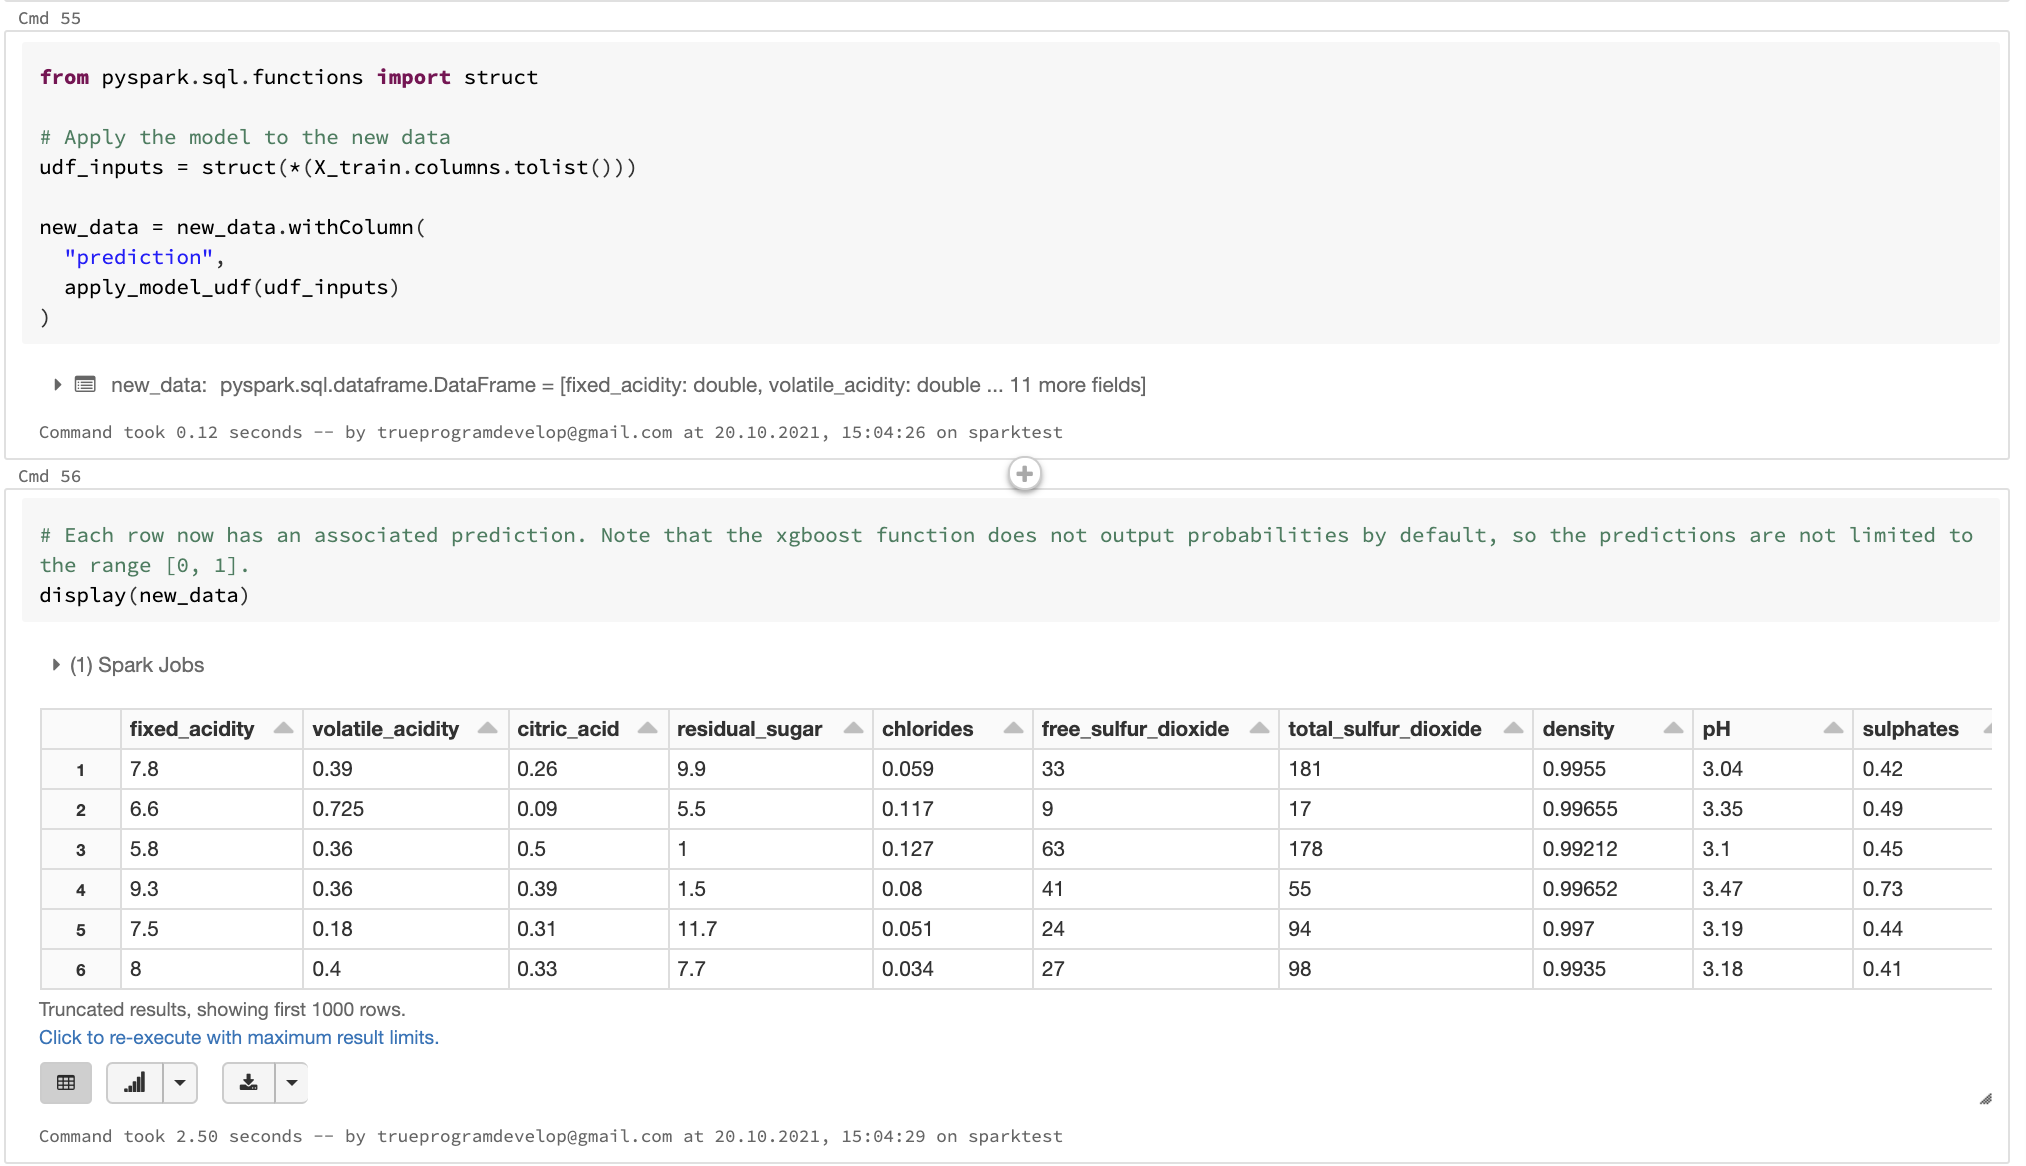 Cmd 55
from pyspark.sql.functions import struct
# Apply the model to the new data
udf_inputs = struct(*(X_train.columns.tolist()))
new_data = new_data.withColumn(
"prediction",
apply_model_udf(udf_inputs)
)
new_data: pyspark.sql.dataframe.DataFrame = [fixed_acidity: double, volatile_acidity: double ... 11 more fields]
Command took 0.12 seconds -- by trueprogramdevelop@gmail.com at 20.10.2021, 15:04:26 on sparktest
Cmd 56
# Each row now has an associated prediction. Note that the xgboost function does not output probabilities by default, so the predictions are not limited to
the range [0, 1].
display(new_data)
(1) Spark Jobs
fixed_acidity volatile_acidity citric_acid residual_sugar chlorides free_sulfur_dioxide total_sulfur_dioxide density pH sulphates
1 7.8 0.39 0.26 9.9 0.059 33 181 0.9955 3.04 0.42
2 6.6 0.725 0.09 5.5 0.117 9 17 0.99655 3.35 0.49
3 5.8 0.36 0.5 1 0.127 63 178 0.99212 3.1 0.45
4 9.3 0.36 0.39 1.5 0.08 41 55 0.99652 3.47 0.73
5 7.5 0.18 0.31 11.7 0.051 24 94 0.997 3.19 0.44
6 8 0.4 0.33 7.7 0.034 27 98 0.9935 3.18 0.41
Truncated results, showing first 1000 rows.
Click to re-execute with maximum result limits.
Command took 2.50 seconds -- by trueprogramdevelop@gmail.com at 20.10.2021, 15:04:29 on sparktest